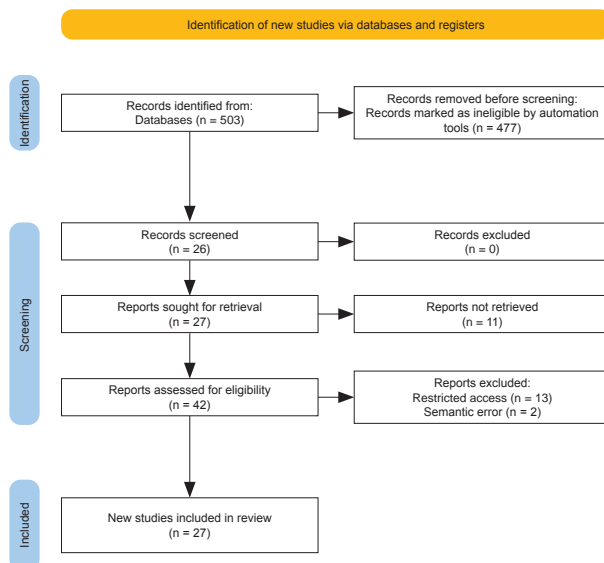 Identification of new studies via databases and registers
Identification
Records identified from:
Databases (n = 503)
Records removed before screening:
Records marked as ineligible by automation
tools (n = 477)
Screening
Records screened
(n = 26)
Records excluded
(n = 0)
Reports sought for retrieval
(n = 27)
Reports not retrieved
(n = 11)
Reports assessed for eligibility
(n = 42)
Reports excluded:
Restricted access (n = 13)
Semantic error (n = 2)
Included
New studies included in review
(n = 27)